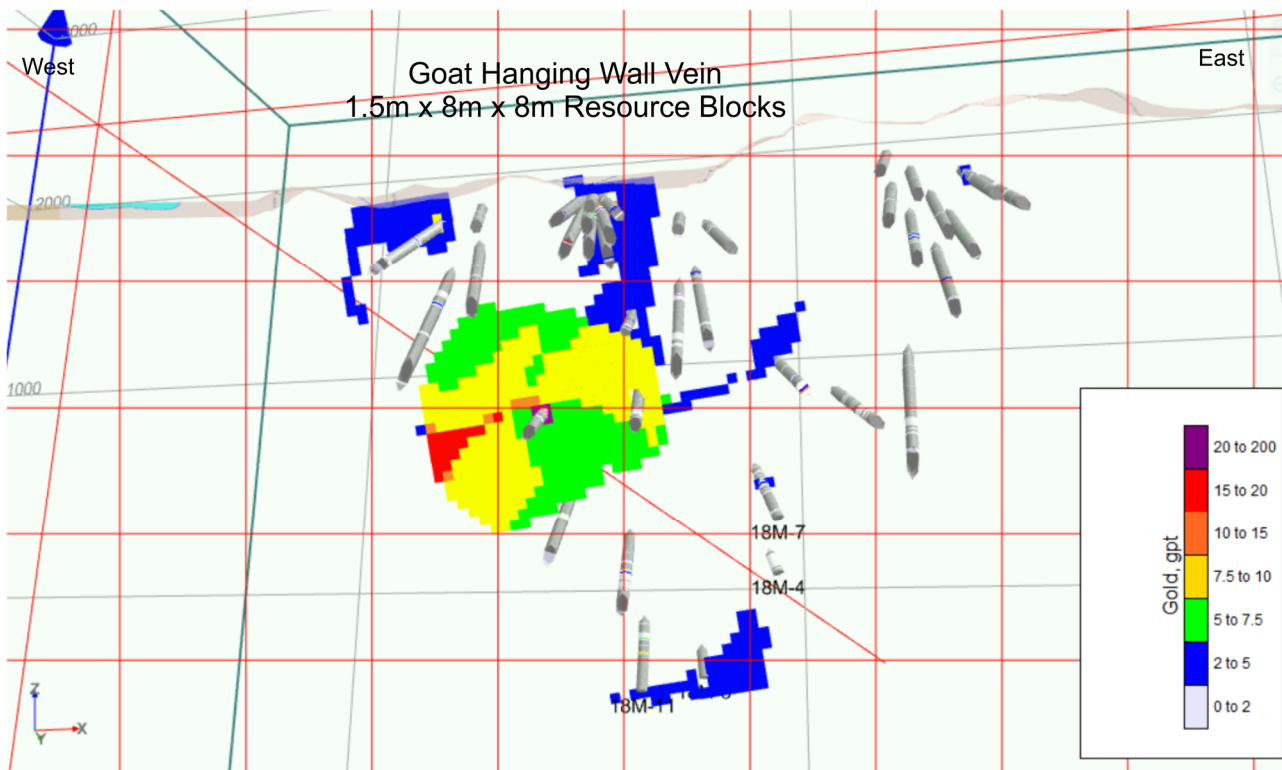 West
East
Goat Hanging Wall Vein
1.5m x 8m x 8m Resource Blocks
2000
1000
18M-7
18M-4
18M-11
Gold, gpt
20 to 200
15 to 20
10 to 15
7.5 to 10
5 to 7.5
2 to 5
0 to 2
Z
X
Y